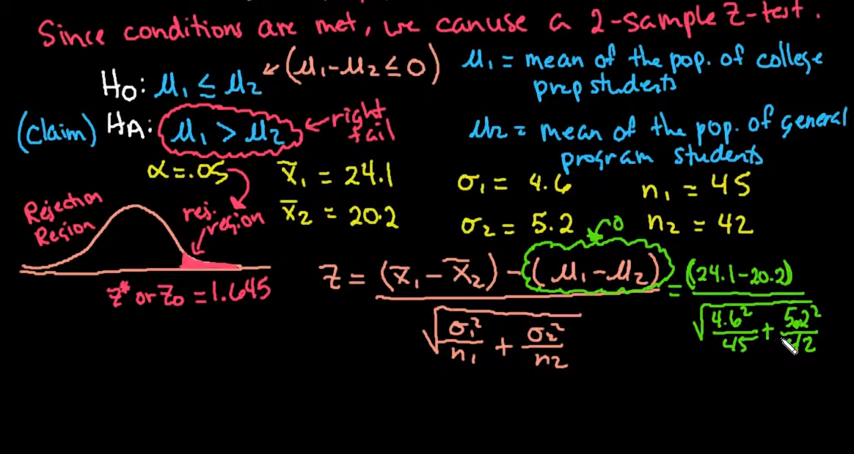 Since conditions are met, we can use a 2-sample Z-test.
H₀: μ₁ ≤ μ₂ (μ₁-μ₂ ≤ 0)
μ₁ = mean of the pop. of college
prep students
(claim) Hₐ: μ₁ > μ₂ right
tail
μ₂ = mean of the pop. of general
program students
α = .05
x̄₁ = 24.1
σ₁ = 4.6 n₁ = 45
x̄₂ = 20.2
σ₂ = 5.2 n₂ = 42
Rejection
Region
rej.
region
0
z* or z₀ = 1.645
Z = ((x̄₁ - x̄₂) - (μ₁-μ₂)) / √(σ₁²/n₁ + σ₂²/n₂) = (24.1-20.2) / √(4.6²/45 + 5.2²/42)